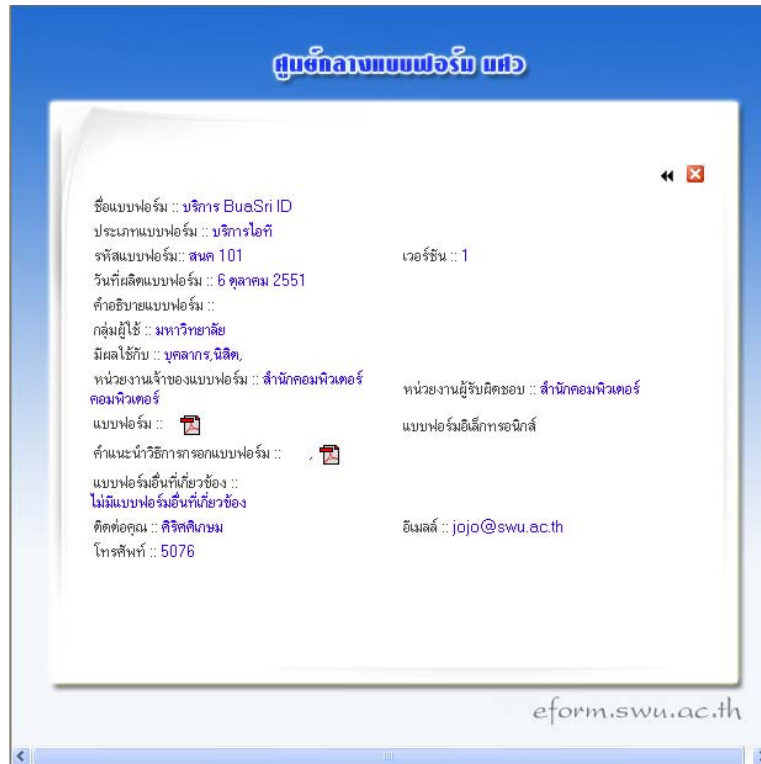 ศูนย์กลางแบบฟอร์ม มศว
ชื่อแบบฟอร์ม :: บริการ BuaSri ID
ประเภทแบบฟอร์ม :: บริการไอที
รหัสแบบฟอร์ม:: สนค 101 เวอร์ชัน :: 1
วันที่ผลิตแบบฟอร์ม :: 6 ตุลาคม 2551
คำอธิบายแบบฟอร์ม ::
กลุ่มผู้ใช้ :: มหาวิทยาลัย
มีผลใช้กับ :: บุคลากร,นิสิต,
หน่วยงานเจ้าของแบบฟอร์ม :: สำนักคอมพิวเตอร์ หน่วยงานผู้รับผิดชอบ :: สำนักคอมพิวเตอร์
คอมพิวเตอร์
แบบฟอร์ม :: แบบฟอร์มอิเล็กทรอนิกส์
คำแนะนำวิธีการกรอกแบบฟอร์ม :: ,
แบบฟอร์มอื่นที่เกี่ยวข้อง ::
ไม่มีแบบฟอร์มอื่นที่เกี่ยวข้อง
ติดต่อคุณ :: ศิริศศิเกษม อีเมลล์ :: jojo@swu.ac.th
โทรศัพท์ :: 5076
eform.swu.ac.th